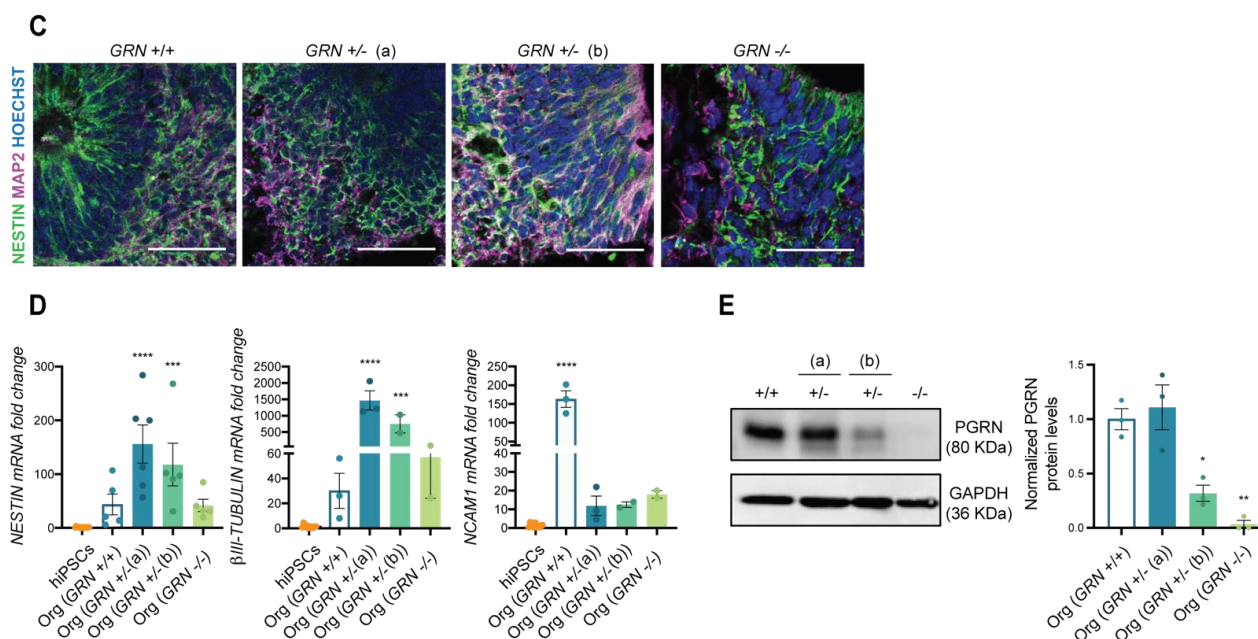 C
GRN +/+
GRN +/- (a)
GRN +/- (b)
GRN -/-
NESTIN MAP2 HOECHST
D
NESTIN mRNA fold change
300
200
100
0
****
***
hiPSCs
Org (GRN +/+)
Org (GRN +/-(a))
Org (GRN +/-(b))
Org (GRN -/-)
βIII-TUBULIN mRNA fold change
2500
2000
1500
1000
500
60
40
20
0
****
***
hiPSCs
Org (GRN +/+)
Org (GRN +/-(a))
Org (GRN +/-(b))
Org (GRN -/-)
NCAM1 mRNA fold change
250
200
150
100
50
40
30
20
10
0
****
hiPSCs
Org (GRN +/+)
Org (GRN +/-(a))
Org (GRN +/-(b))
Org (GRN -/-)
E
(a)
(b)
+/+
+/-
+/-
-/-
PGRN
(80 KDa)
GAPDH
(36 KDa)
Normalized PGRN
protein levels
1.5
1.0
0.5
0.0
*
**
Org (GRN +/+)
Org (GRN +/- (a))
Org (GRN +/- (b))
Org (GRN -/-)